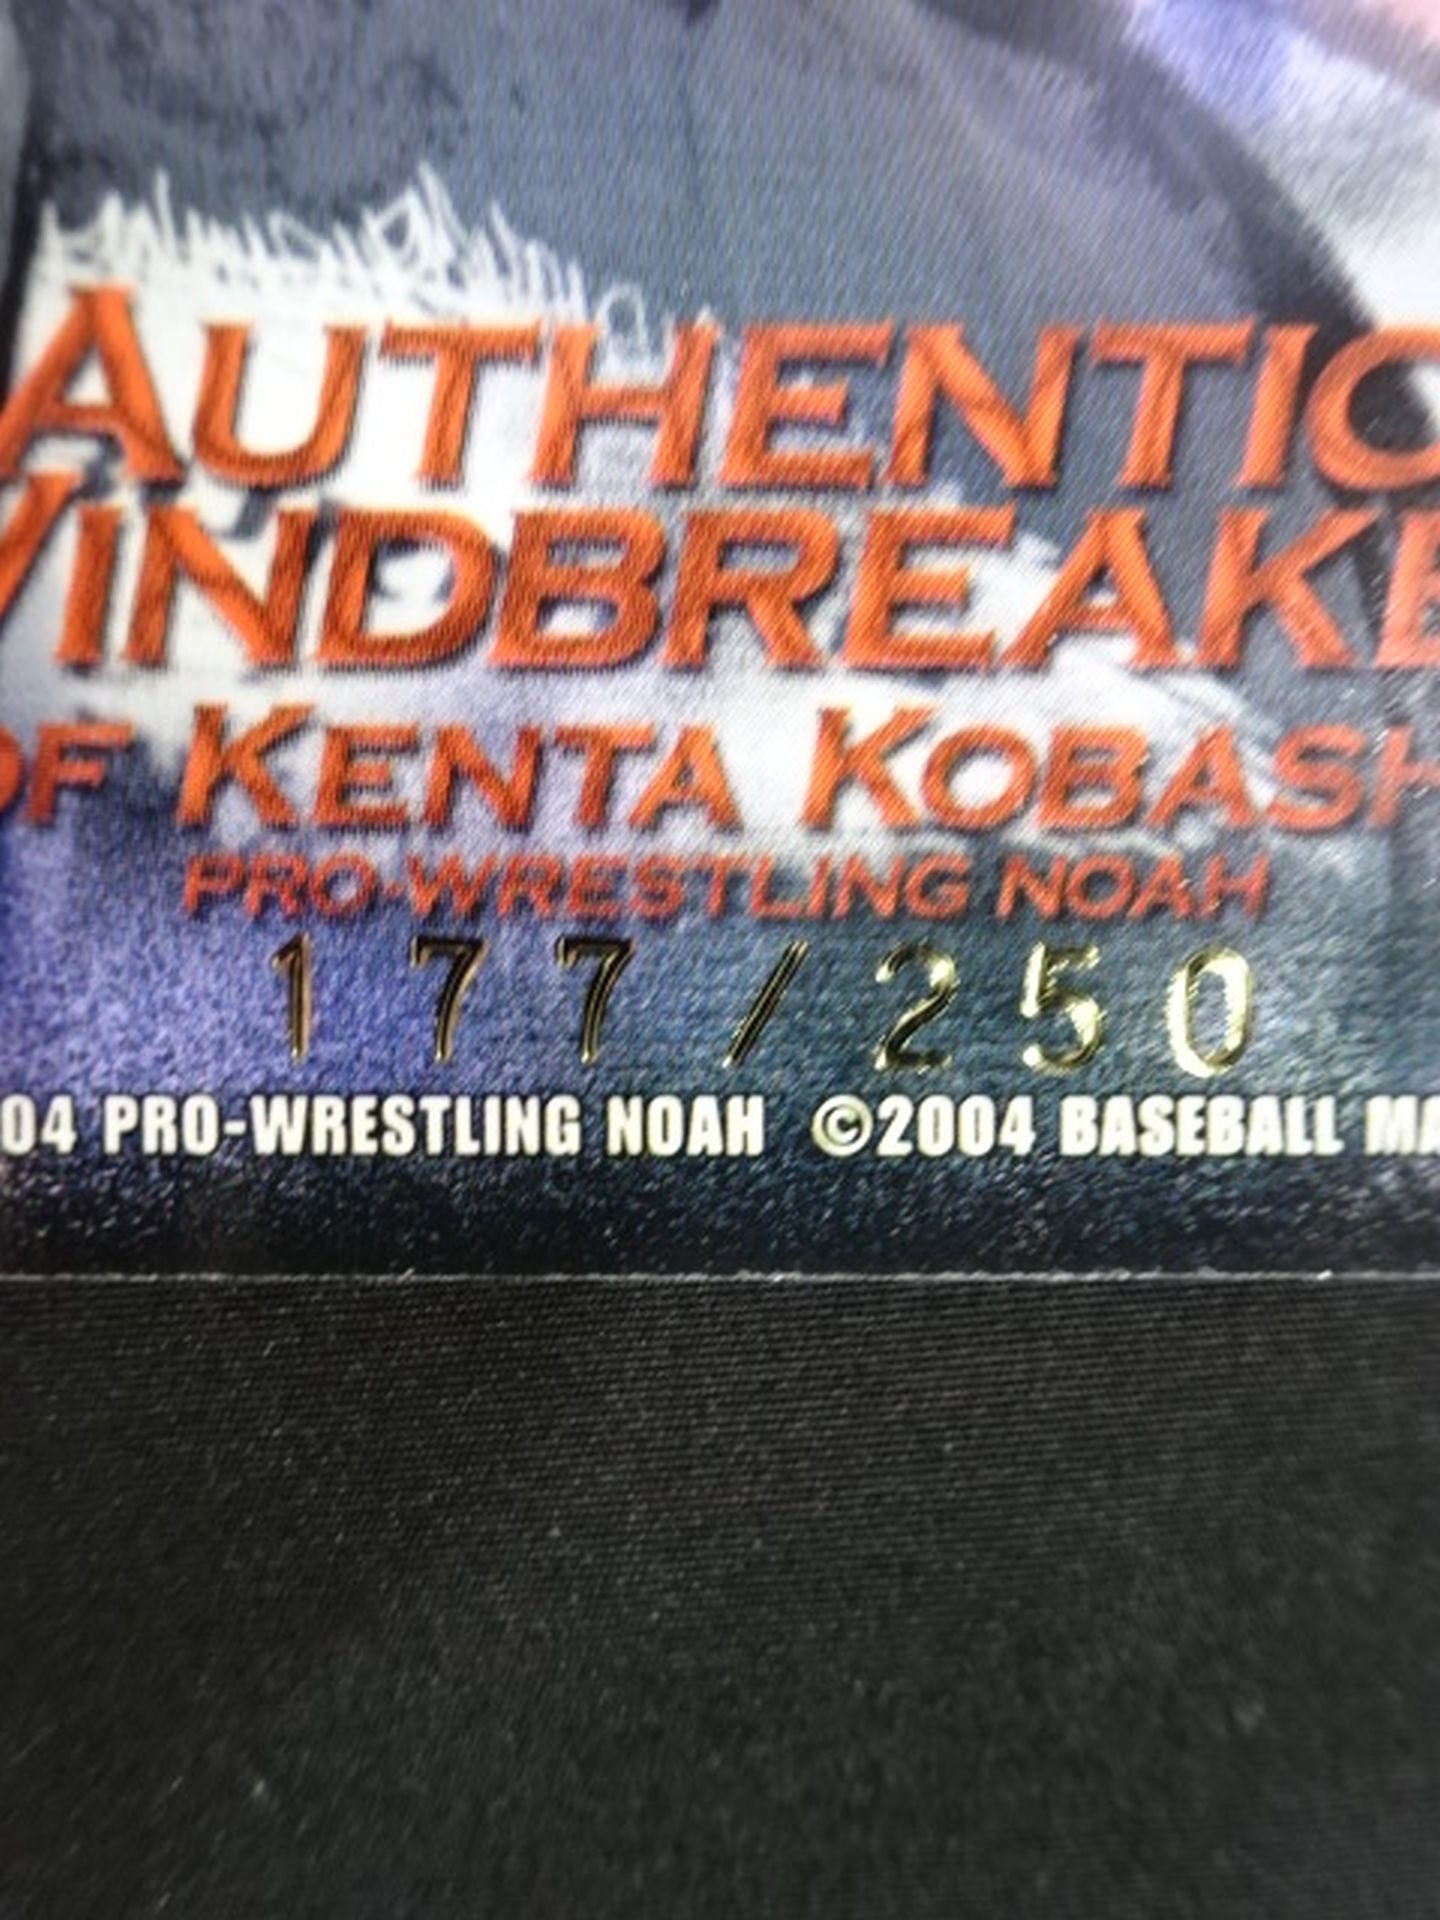 AUTHENTIC
WINDBREAKE
OF KENTA KOBASH
PRO-WRESTLING NOAH
177/250
04 PRO-WRESTLING NOAH ©2004 BASEBALL MA